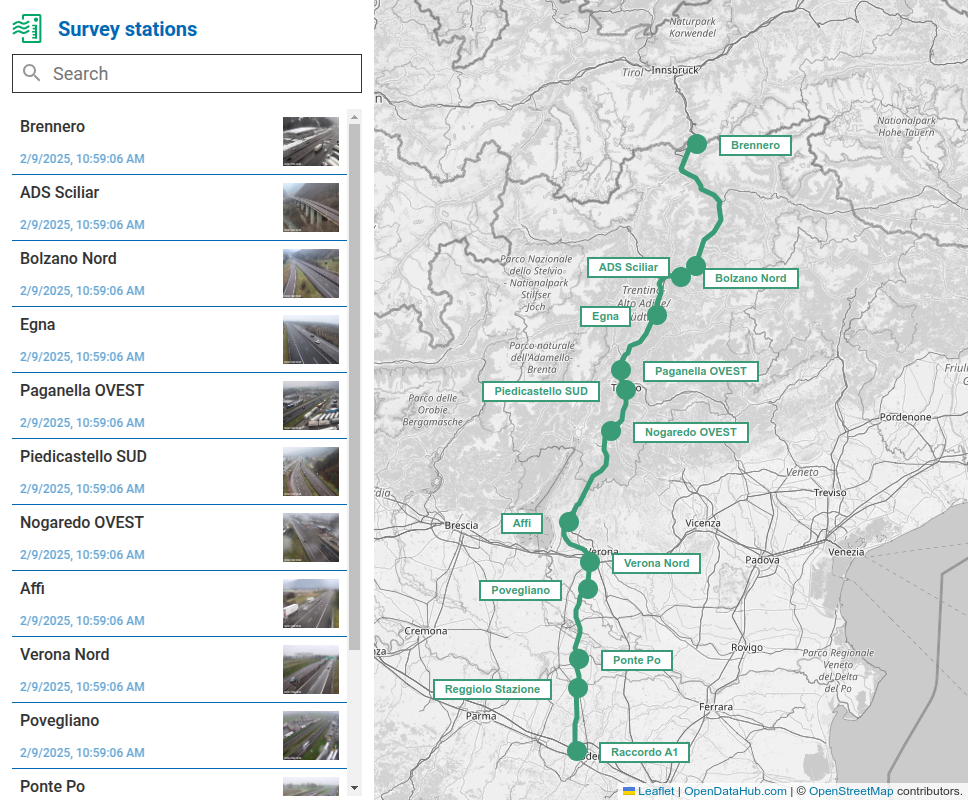 Survey stations
Search
Brennero
2/9/2025, 10:59:06 AM
ADS Sciliar
2/9/2025, 10:59:06 AM
Bolzano Nord
2/9/2025, 10:59:06 AM
Egna
2/9/2025, 10:59:06 AM
Paganella OVEST
2/9/2025, 10:59:06 AM
Piedicastello SUD
2/9/2025, 10:59:06 AM
Nogaredo OVEST
2/9/2025, 10:59:06 AM
Affi
2/9/2025, 10:59:06 AM
Verona Nord
2/9/2025, 10:59:06 AM
Povegliano
2/9/2025, 10:59:06 AM
Ponte Po
Naturpark
Karwendel
Tirol
Innsbruck
Nationalpark
Hohe Tauern
Brennero
Parco Nazionale
dello Stelvio
- Nationalpark
Stilfser
Joch
ADS Sciliar
Bolzano Nord
Trentino
Alto Adige/
Egna
Parco naturale
dell'Adamello-
Brenta
Paganella OVEST
Piedicastello SUD
Parco delle
Orobie
Bergamasche
Pordenone
Nogaredo OVEST
Veneto
Treviso
Affi
Brescia
Vicenza
Verona
Venezia
Padova
Verona Nord
Povegliano
Cremona
Rovigo
Parco Regionale
Veneto
del Delta
del Po
Ponte Po
Reggiolo Stazione
Ferrara
Parma
Raccordo A1
Leaflet | OpenDataHub.com | © OpenStreetMap contributors.